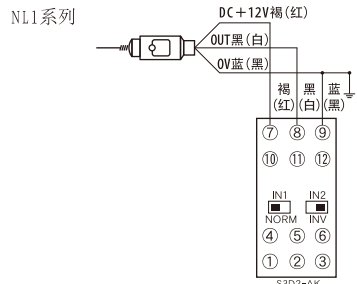 NL1系列
DC+12V褐(红)
OUT黑(白)
0V蓝(黑)
褐 黑 蓝
(红)(白)(黑)
⑦ ⑧ ⑨
⑩ ⑪ ⑫
IN1 IN2
NORM INV
④ ⑤ ⑥
① ② ③
S3D2-AK